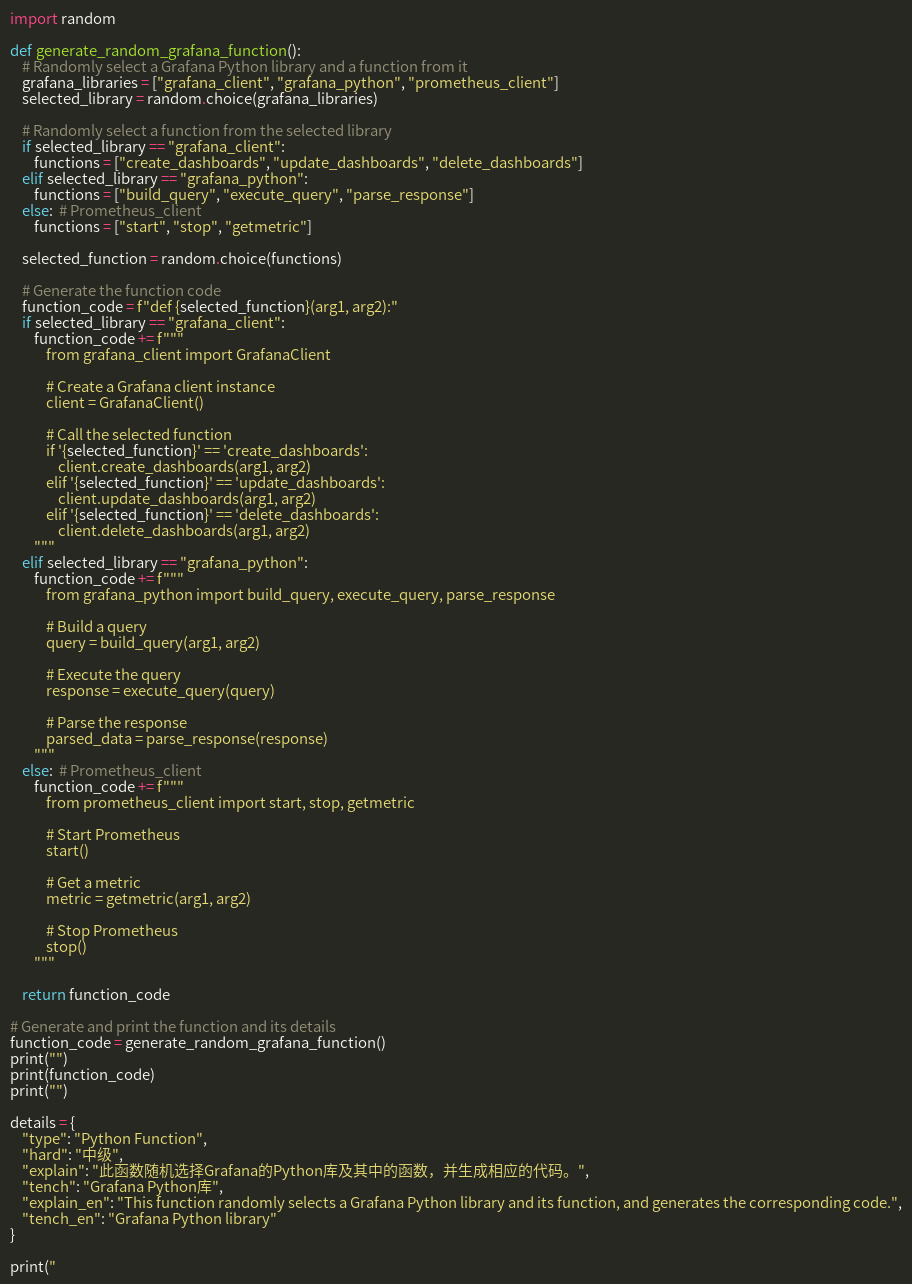 import random

def generate_random_grafana_function():
    # Randomly select a Grafana Python library and a function from it
    grafana_libraries = ["grafana_client", "grafana_python", "prometheus_client"]
    selected_library = random.choice(grafana_libraries)

    # Randomly select a function from the selected library
    if selected_library == "grafana_client":
        functions = ["create_dashboards", "update_dashboards", "delete_dashboards"]
    elif selected_library == "grafana_python":
        functions = ["build_query", "execute_query", "parse_response"]
    else:  # Prometheus_client
        functions = ["start", "stop", "getmetric"]

    selected_function = random.choice(functions)

    # Generate the function code
    function_code = f"def {selected_function}(arg1, arg2):"
    if selected_library == "grafana_client":
        function_code += f"""
            from grafana_client import GrafanaClient

            # Create a Grafana client instance
            client = GrafanaClient()

            # Call the selected function
            if '{selected_function}' == 'create_dashboards':
                client.create_dashboards(arg1, arg2)
            elif '{selected_function}' == 'update_dashboards':
                client.update_dashboards(arg1, arg2)
            elif '{selected_function}' == 'delete_dashboards':
                client.delete_dashboards(arg1, arg2)
        """
    elif selected_library == "grafana_python":
        function_code += f"""
            from grafana_python import build_query, execute_query, parse_response

            # Build a query
            query = build_query(arg1, arg2)

            # Execute the query
            response = execute_query(query)

            # Parse the response
            parsed_data = parse_response(response)
        """
    else:  # Prometheus_client
        function_code += f"""
            from prometheus_client import start, stop, getmetric

            # Start Prometheus
            start()

            # Get a metric
            metric = getmetric(arg1, arg2)

            # Stop Prometheus
            stop()
        """

    return function_code

# Generate and print the function and its details
function_code = generate_random_grafana_function()
print("")
print(function_code)
print("")

details = {
    "type": "Python Function",
    "hard": "中级",
    "explain": "此函数随机选择Grafana的Python库及其中的函数，并生成相应的代码。",
    "tench": "Grafana Python库",
    "explain_en": "This function randomly selects a Grafana Python library and its function, and generates the corresponding code.",
    "tench_en": "Grafana Python library"
}

print("